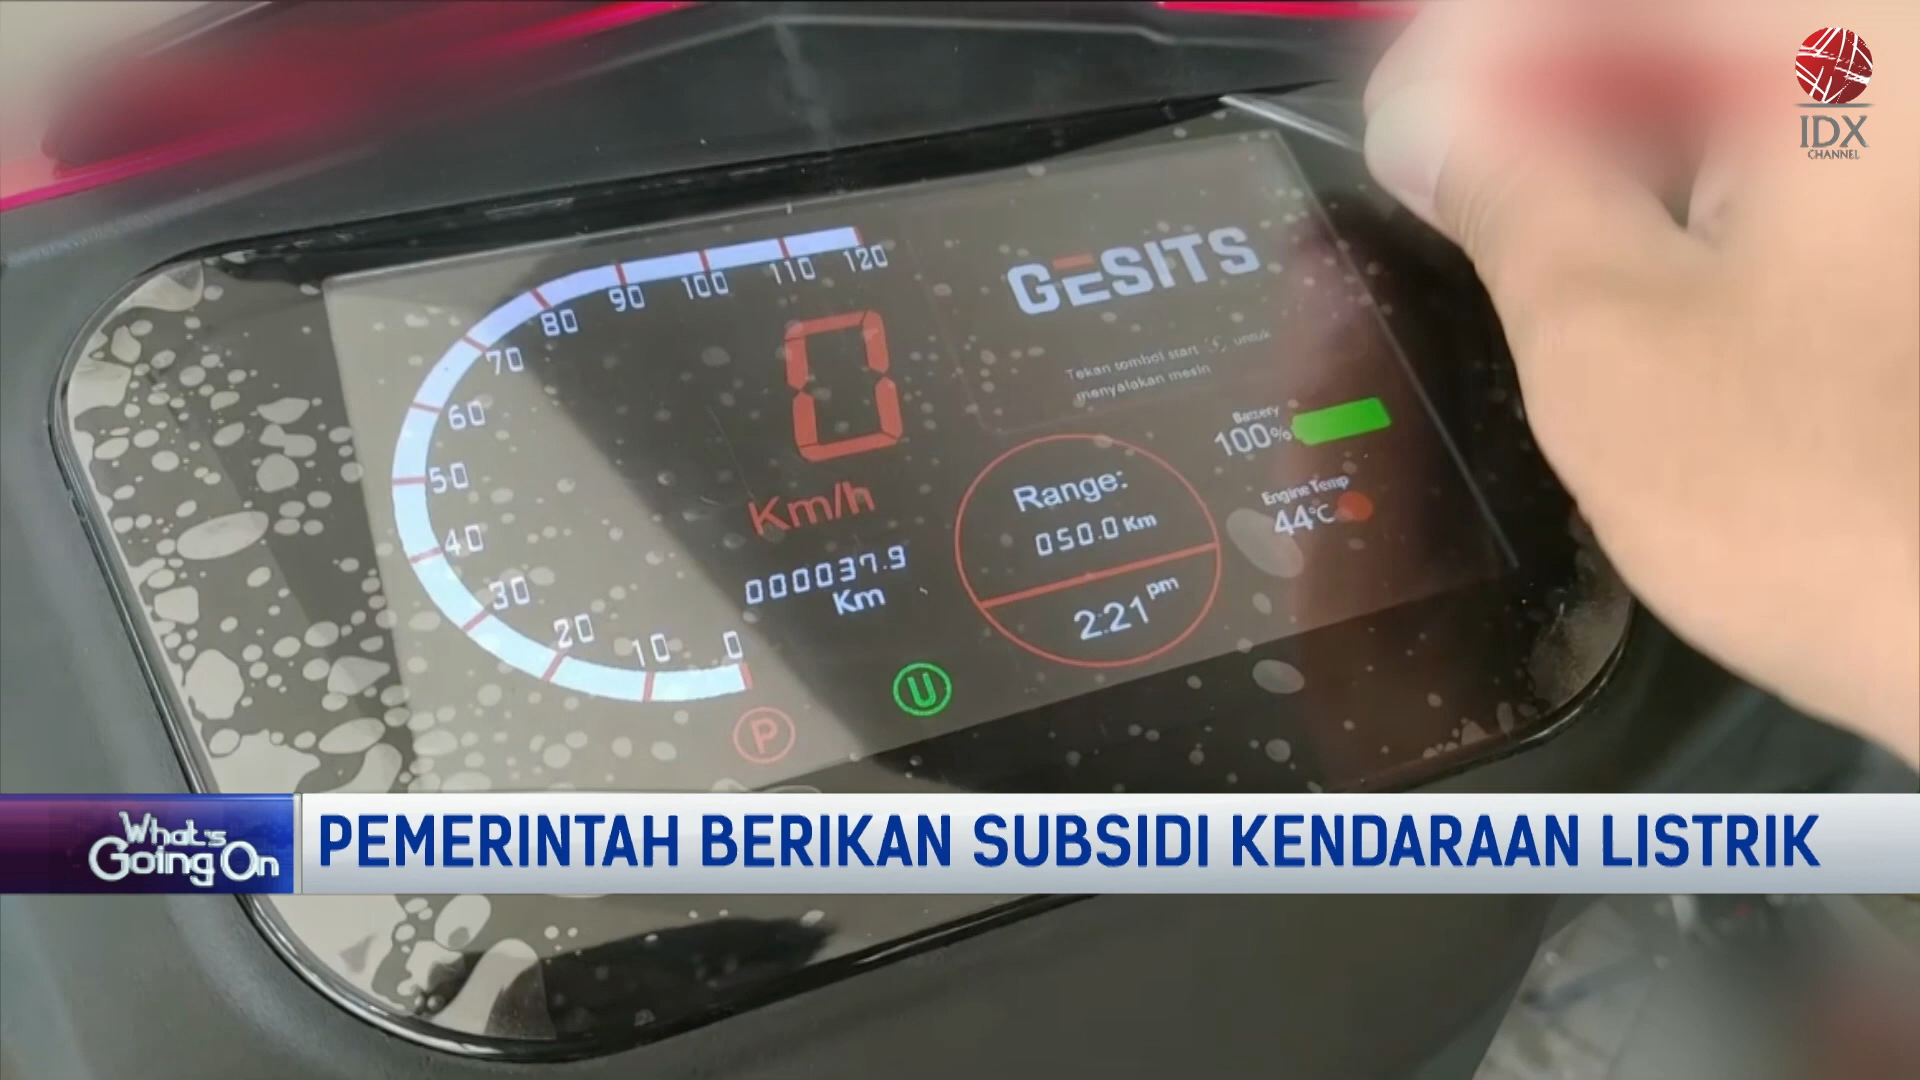 IDX
CHANNEL
GESITS
Tekan tombol start untuk
menyalakan mesin
120
110
100
90
80
70
60
50
40
30
20
10
0
0
Km/h
000037.9
Km
Range:
050.0 Km
2:21 pm
Battery
100%
Engine Temp
44°C
P
U
What's
Going On
PEMERINTAH BERIKAN SUBSIDI KENDARAAN LISTRIK